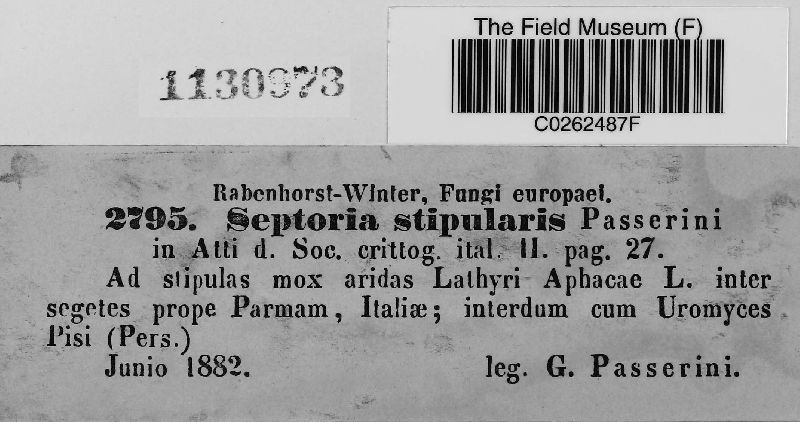 The Field Museum (F)
1130973
C0262487F
Rabenhorst-Winter, Fungi europaei.
2795. Septoria stipularis Passerini
in Atti d. Soc. crittog. ital. II. pag. 27.
Ad stipulas mox aridas Lathyri Aphacae L. inter
segetes prope Parmam, Italiæ; interdum cum Uromyces
Pisi (Pers.)
Junio 1882. leg. G. Passerini.